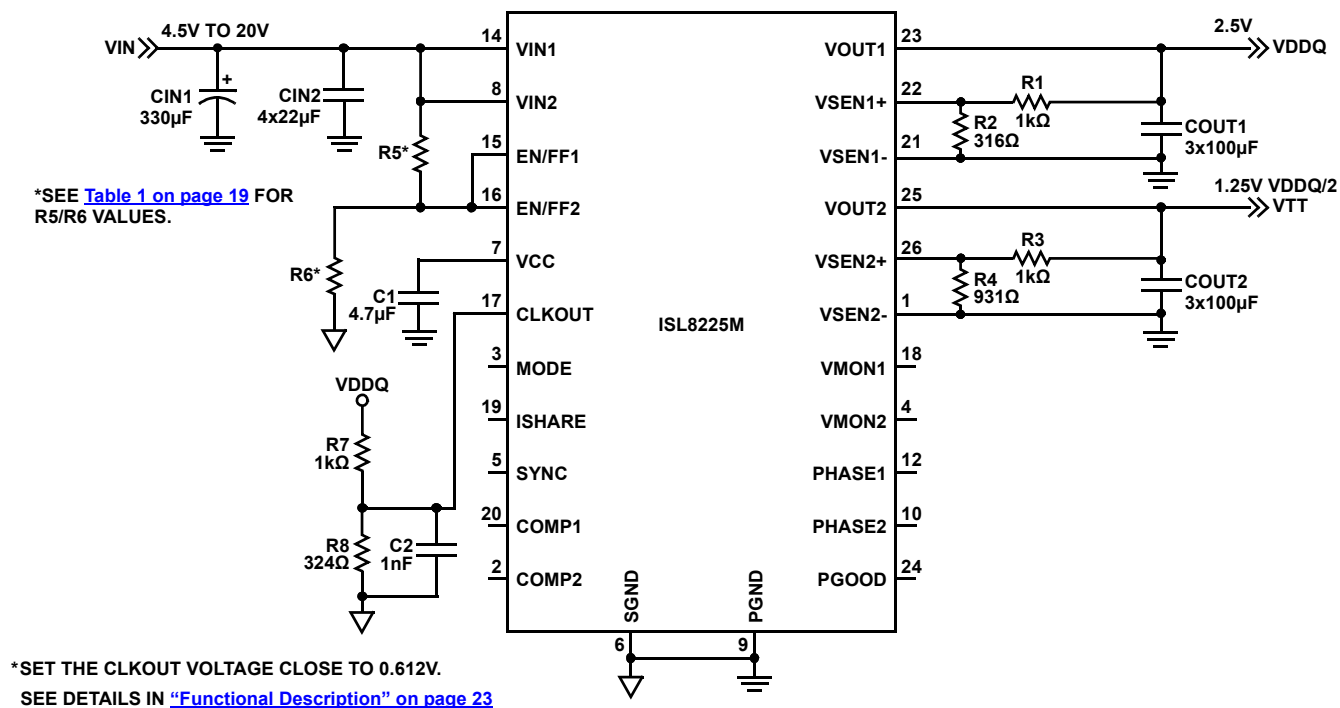 VIN
4.5V TO 20V
CIN1
330µF
+
CIN2
4x22µF
R5*
*SEE Table 1 on page 19 FOR
R5/R6 VALUES.
R6*
C1
4.7µF
VDDQ
R7
1kΩ
R8
324Ω
C2
1nF
14 VIN1
8 VIN2
15 EN/FF1
16 EN/FF2
7 VCC
17 CLKOUT
3 MODE
19 ISHARE
5 SYNC
20 COMP1
2 COMP2
ISL8225M
SGND
6
PGND
9
VOUT1 23
VSEN1+ 22
VSEN1- 21
VOUT2 25
VSEN2+ 26
VSEN2- 1
VMON1 18
VMON2 4
PHASE1 12
PHASE2 10
PGOOD 24
2.5V
VDDQ
R1
1kΩ
R2
316Ω
COUT1
3x100µF
1.25V VDDQ/2
VTT
R3
1kΩ
R4
931Ω
COUT2
3x100µF
*SET THE CLKOUT VOLTAGE CLOSE TO 0.612V.
SEE DETAILS IN "Functional Description" on page 23